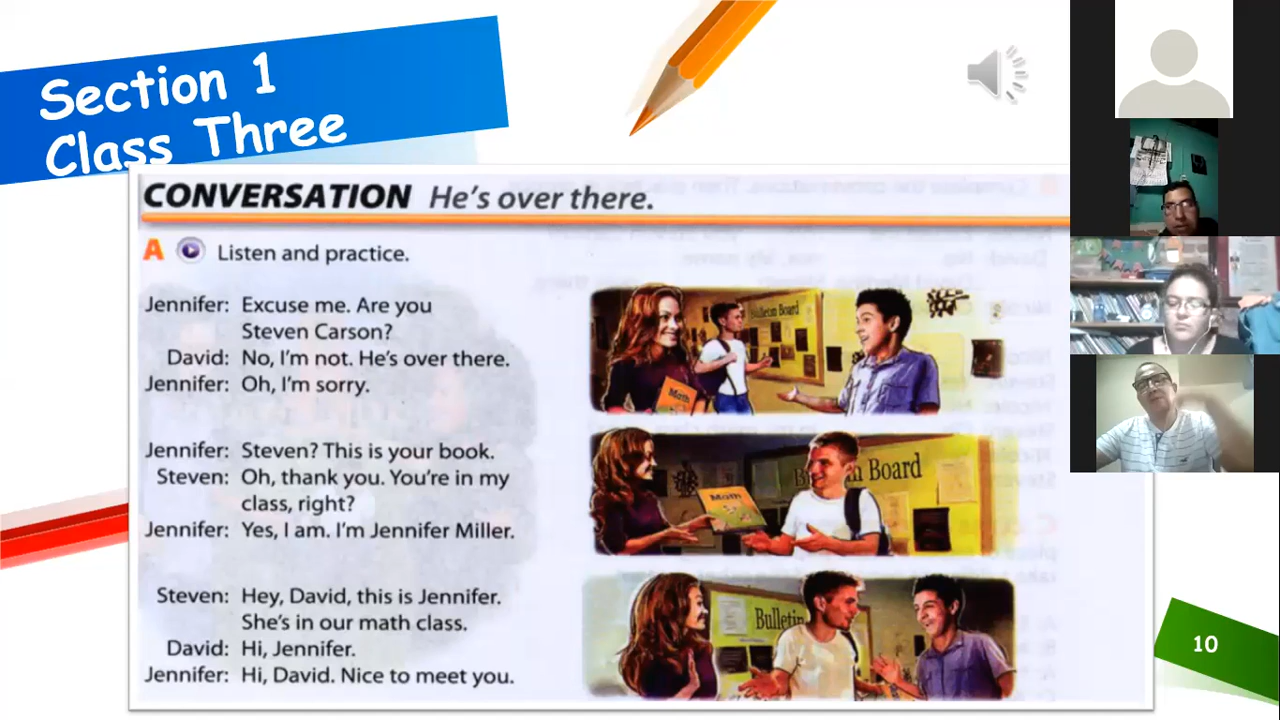 Section 1
Class Three
CONVERSATION He's over there.
A Listen and practice.
Jennifer: Excuse me. Are you
Steven Carson?
David: No, I'm not. He's over there.
Jennifer: Oh, I'm sorry.
Bulletin Board
Math
Jennifer: Steven? This is your book.
Steven: Oh, thank you. You're in my
class, right?
Jennifer: Yes, I am. I'm Jennifer Miller.
Board
Math
Steven: Hey, David, this is Jennifer.
She's in our math class.
David: Hi, Jennifer.
Jennifer: Hi, David. Nice to meet you.
Bulletin
10